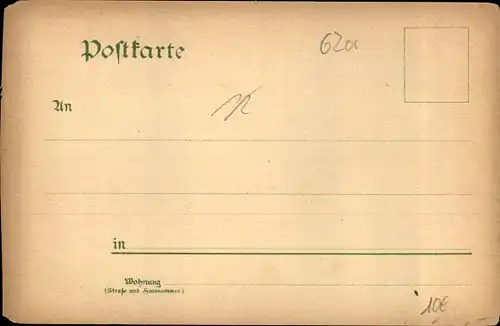 Postkarte
62a
An
in
Wohnung
(Straße und Hausnummer)
10€